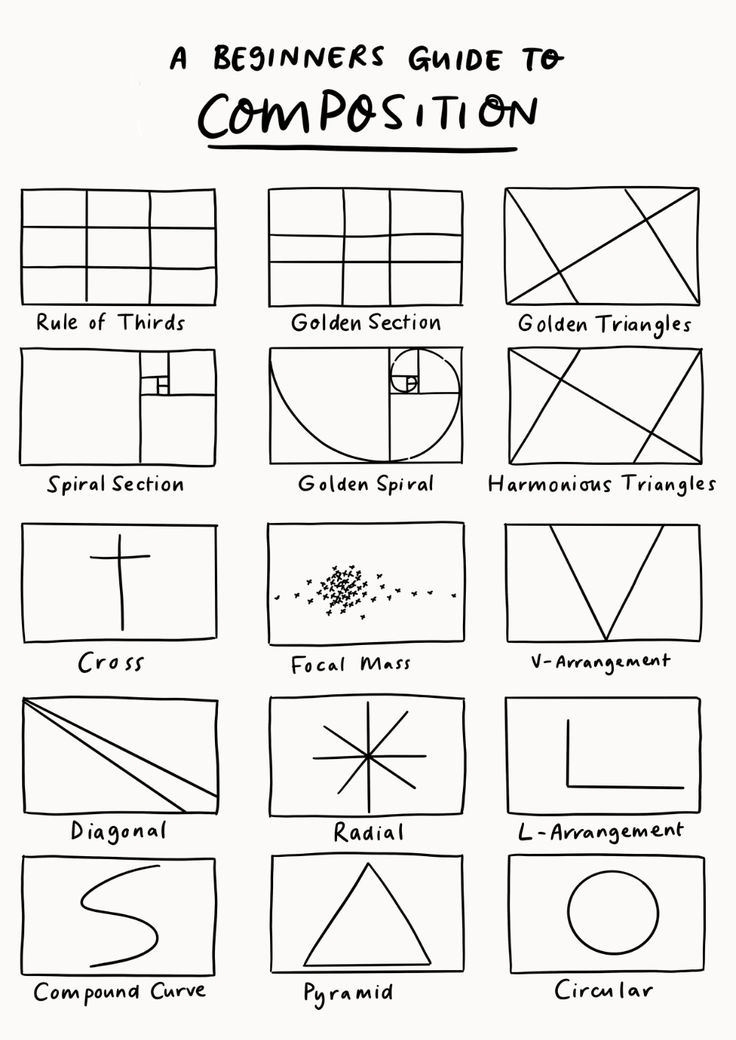 A BEGINNERS GUIDE TO
COMPOSITION
Rule of Thirds
Golden Section
Golden Triangles
Spiral Section
Golden Spiral
Harmonious Triangles
Cross
Focal Mass
V-Arrangement
Diagonal
Radial
L-Arrangement
Compound Curve
Pyramid
Circular